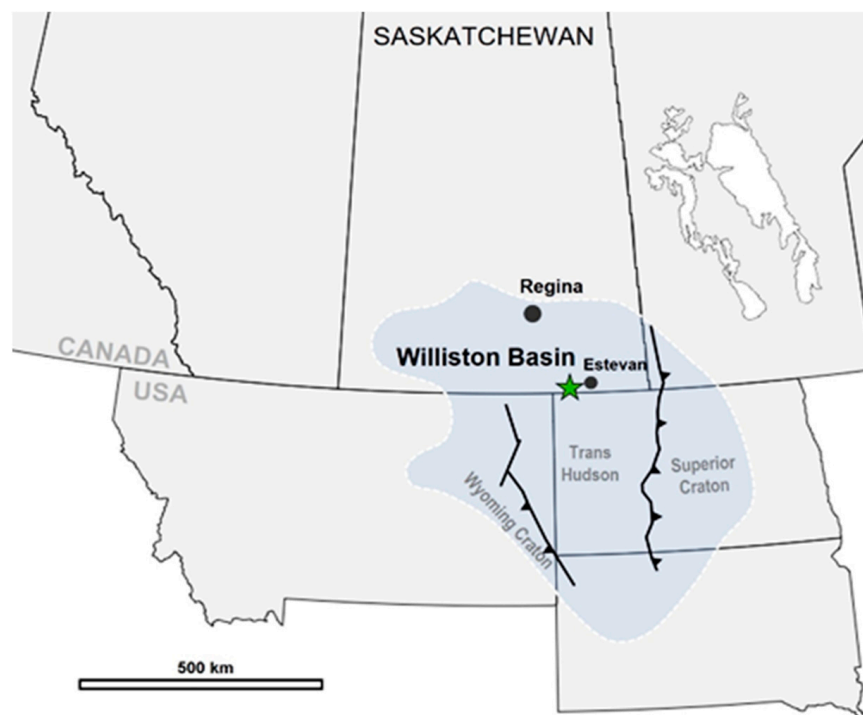 SASKATCHEWAN
Regina
CANADA
Williston Basin
Estevan
USA
Trans
Hudson
Superior
Craton
Wyoming Craton
500 km